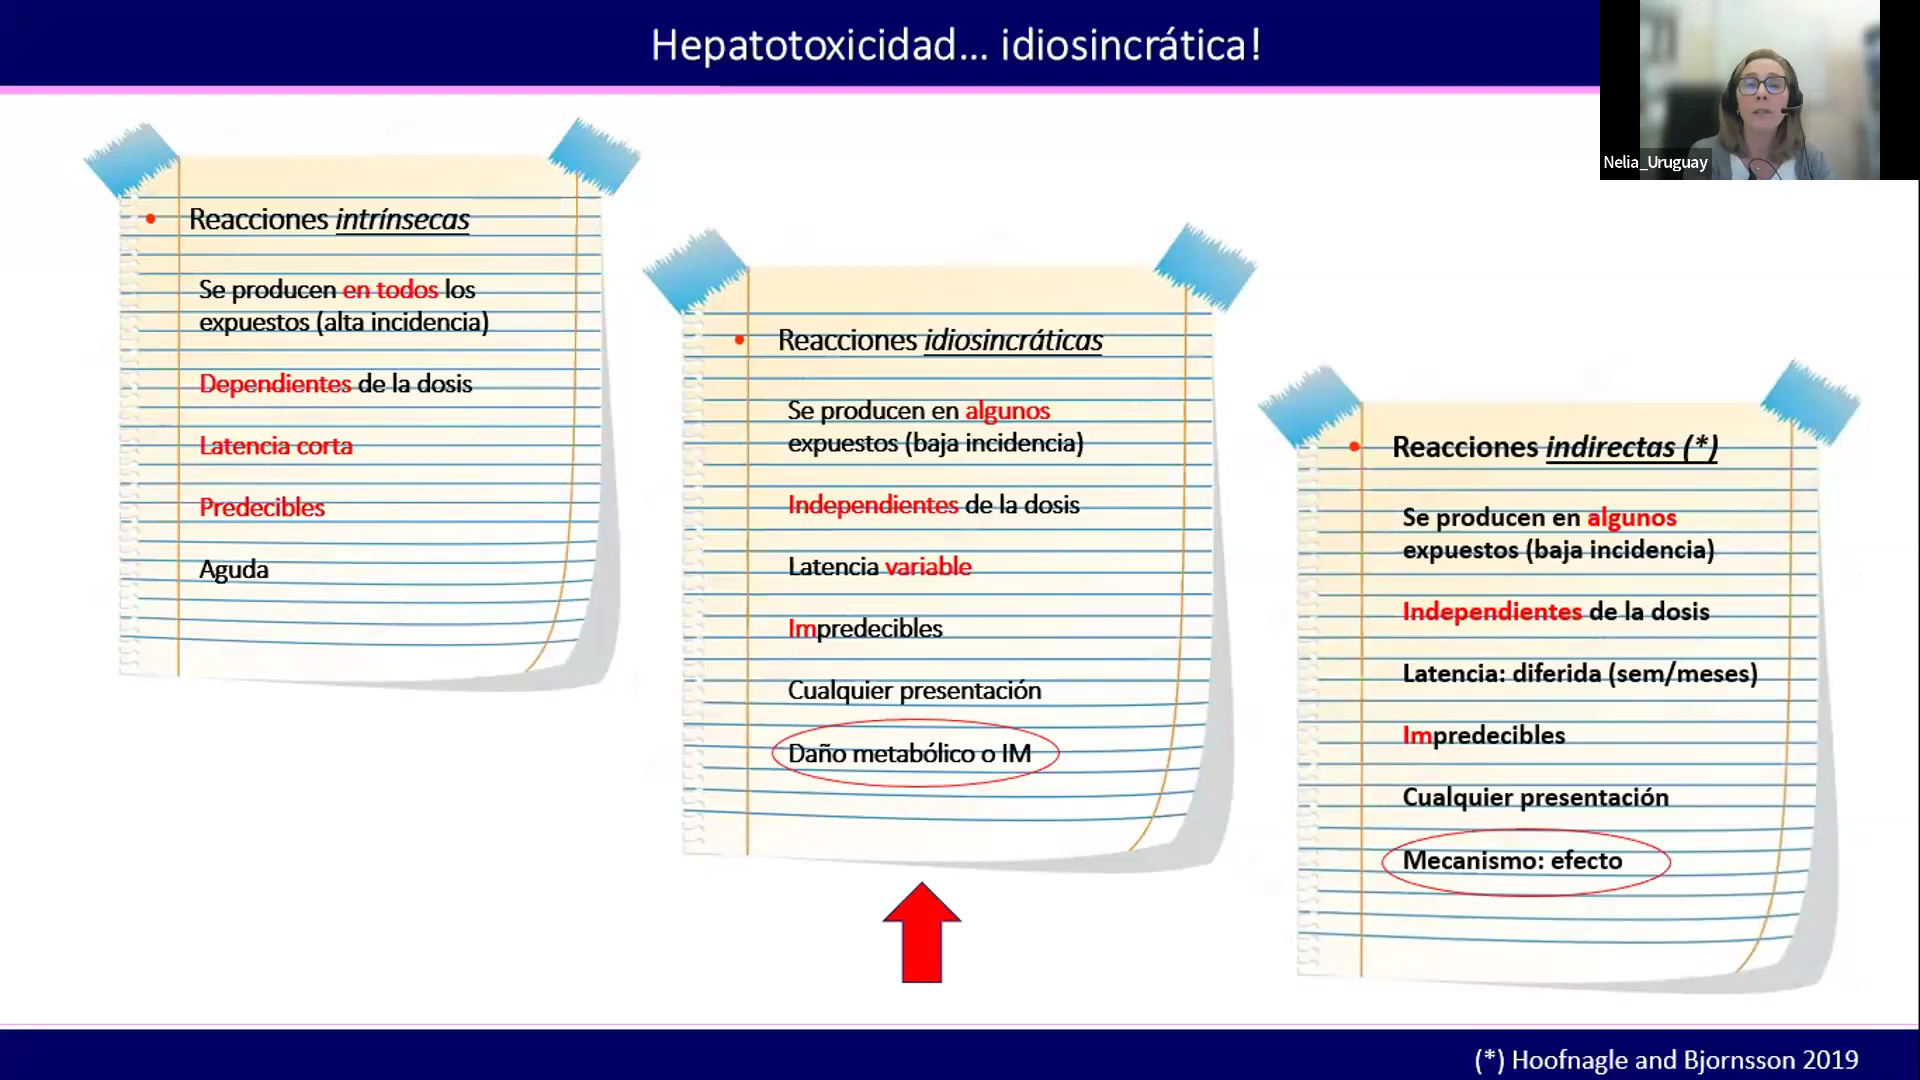 Hepatotoxicidad... idiosincrática!
Nelia_Uruguay
• Reacciones intrínsecas
Se producen en todos los
expuestos (alta incidencia)
Dependientes de la dosis
Latencia corta
Predecibles
Aguda
• Reacciones idiosincráticas
Se producen en algunos
expuestos (baja incidencia)
Independientes de la dosis
Latencia variable
Impredecibles
Cualquier presentación
Daño metabólico o IM
• Reacciones indirectas (*)
Se producen en algunos
expuestos (baja incidencia)
Independientes de la dosis
Latencia: diferida (sem/meses)
Impredecibles
Cualquier presentación
Mecanismo: efecto
(*) Hoofnagle and Bjornsson 2019